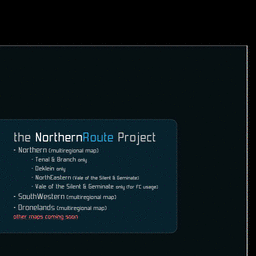 the NorthernRoute Project
• Northern (multiregional map)
• Tenal & Branch only
• Deklein only
• NorthEastern (Vale of the Silent & Geminate)
• Vale of the Silent & Geminate only (for FC usage)
• SouthWestern (multiregional map)
• Dronelands (multiregional map)
other maps coming soon